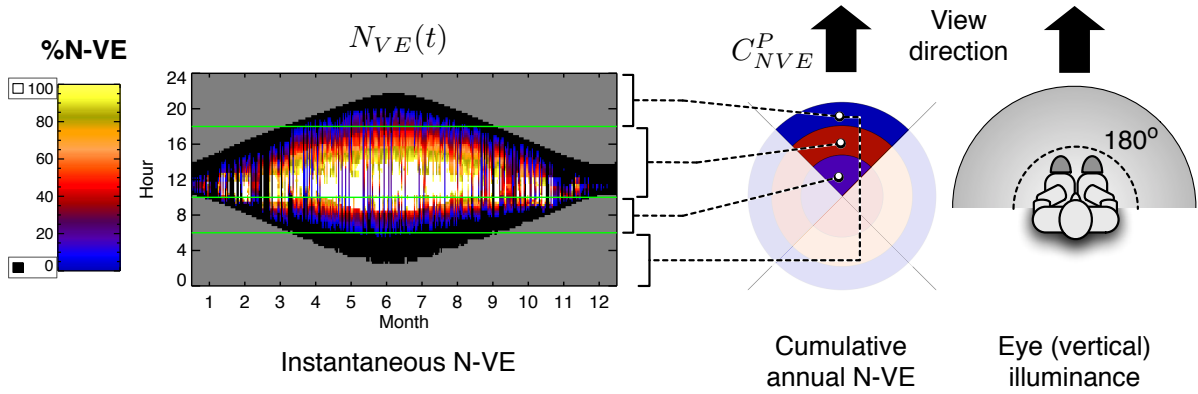 %N-VE
100
80
60
40
20
0
N_{VE}(t)
Hour
24
20
16
12
8
4
0
1 2 3 4 5 6 7 8 9 10 11 12
Month
Instantaneous N-VE
C^P_{NVE}
View
direction
Cumulative
annual N-VE
180°
Eye (vertical)
illuminance